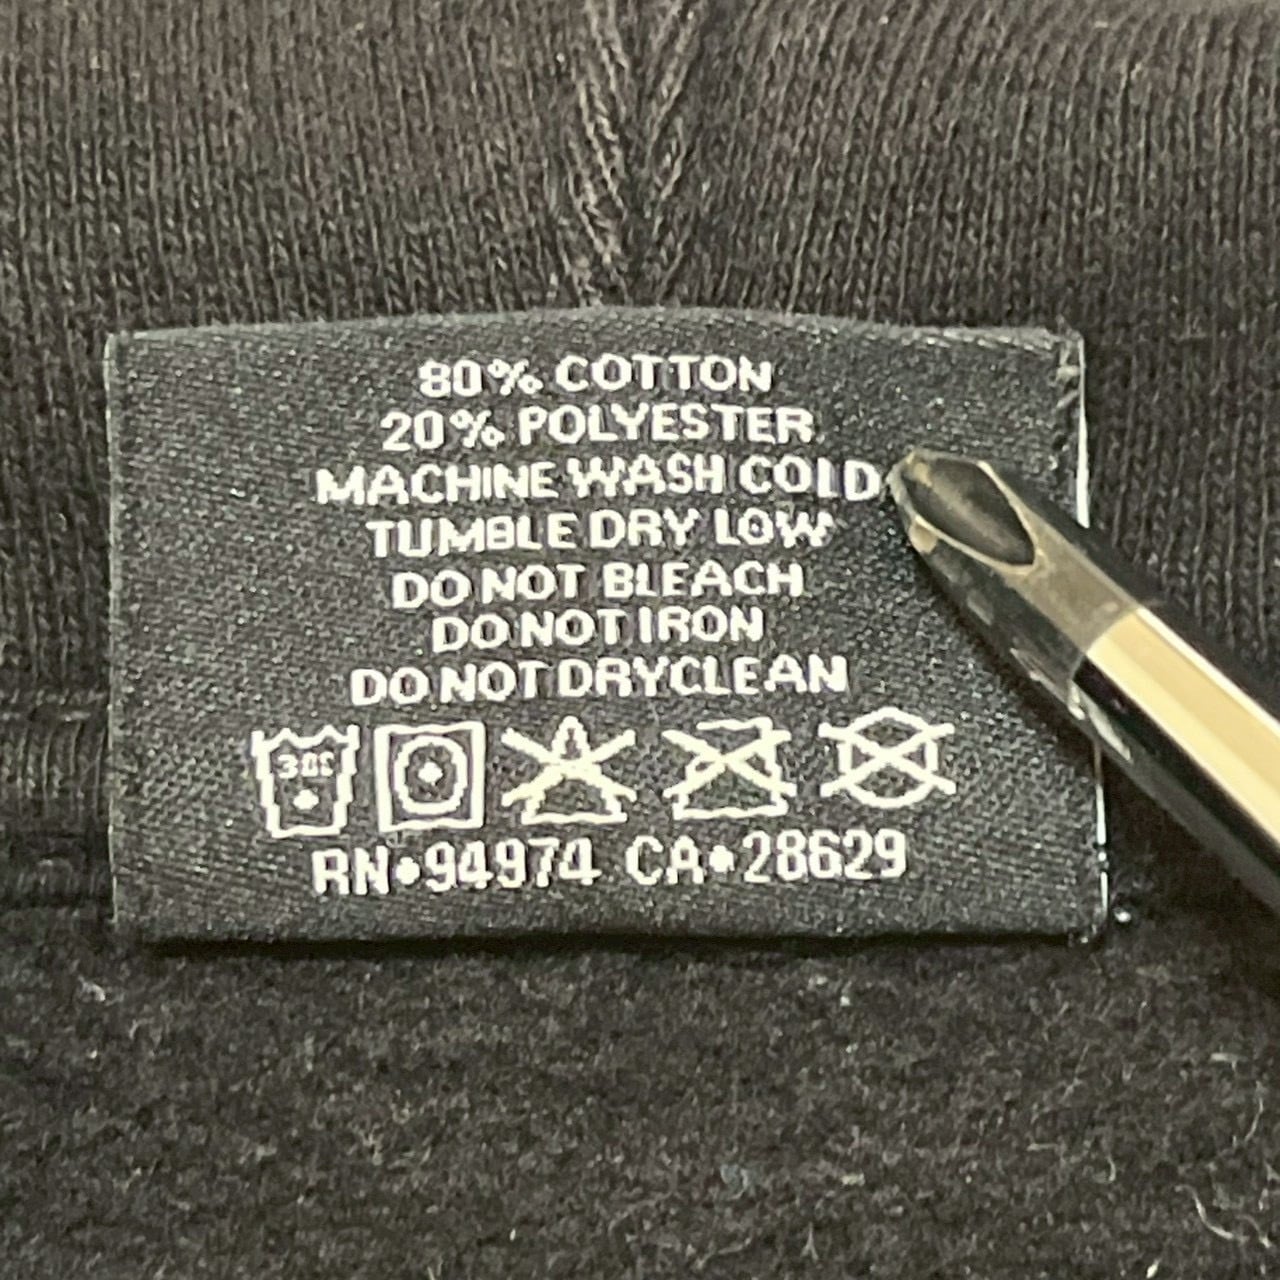 80% COTTON
20% POLYESTER
MACHINE WASH COLD
TUMBLE DRY LOW
DO NOT BLEACH
DO NOT IRON
DO NOT DRYCLEAN
30C
RN•94974 CA•28629